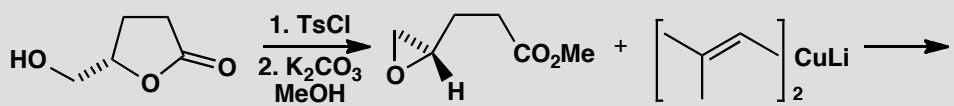 1. TsCl
2. K₂CO₃
MeOH
HO
O
O
O
H
CO₂Me
+
2
CuLi